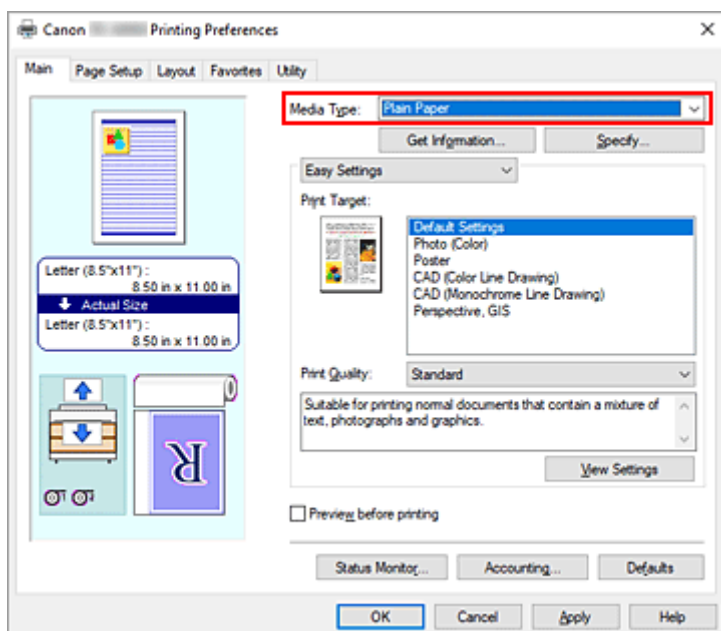 Canon Printing Preferences
Main Page Setup Layout Favorites Utility
Media Type: Plain Paper
Get Information... Specify...
Easy Settings
Print Target:
Default Settings
Photo (Color)
Poster
CAD (Color Line Drawing)
CAD (Monochrome Line Drawing)
Perspective, GIS
Letter (8.5"x11") :
8.50 in x 11.00 in
Actual Size
Letter (8.5"x11") :
8.50 in x 11.00 in
Print Quality: Standard
Suitable for printing normal documents that contain a mixture of
text, photographs and graphics.
R
View Settings
Preview before printing
Status Monitor... Accounting... Defaults
OK Cancel Apply Help